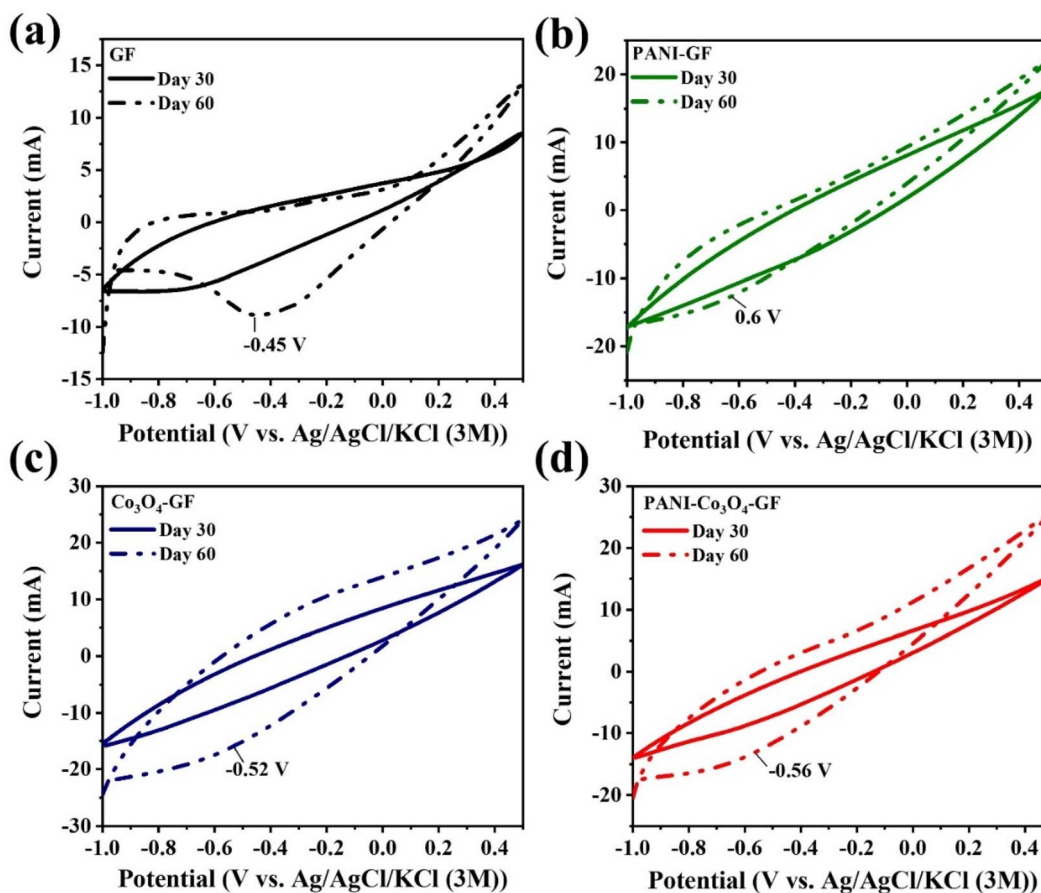 (a)
GF
Day 30
Day 60
15
10
5
0
-5
-10
-15
Current (mA)
-0.45 V
-1.0 -0.8 -0.6 -0.4 -0.2 0.0 0.2 0.4
Potential (V vs. Ag/AgCl/KCl (3M))
(b)
PANI-GF
Day 30
Day 60
20
10
0
-10
-20
Current (mA)
0.6 V
-1.0 -0.8 -0.6 -0.4 -0.2 0.0 0.2 0.4
Potential (V vs. Ag/AgCl/KCl (3M))
(c)
Co₃O₄-GF
Day 30
Day 60
30
20
10
0
-10
-20
-30
Current (mA)
-0.52 V
-1.0 -0.8 -0.6 -0.4 -0.2 0.0 0.2 0.4
Potential (V vs. Ag/AgCl/KCl (3M))
(d)
PANI-Co₃O₄-GF
Day 30
Day 60
30
20
10
0
-10
-20
-30
Current (mA)
-0.56 V
-1.0 -0.8 -0.6 -0.4 -0.2 0.0 0.2 0.4
Potential (V vs. Ag/AgCl/KCl (3M))